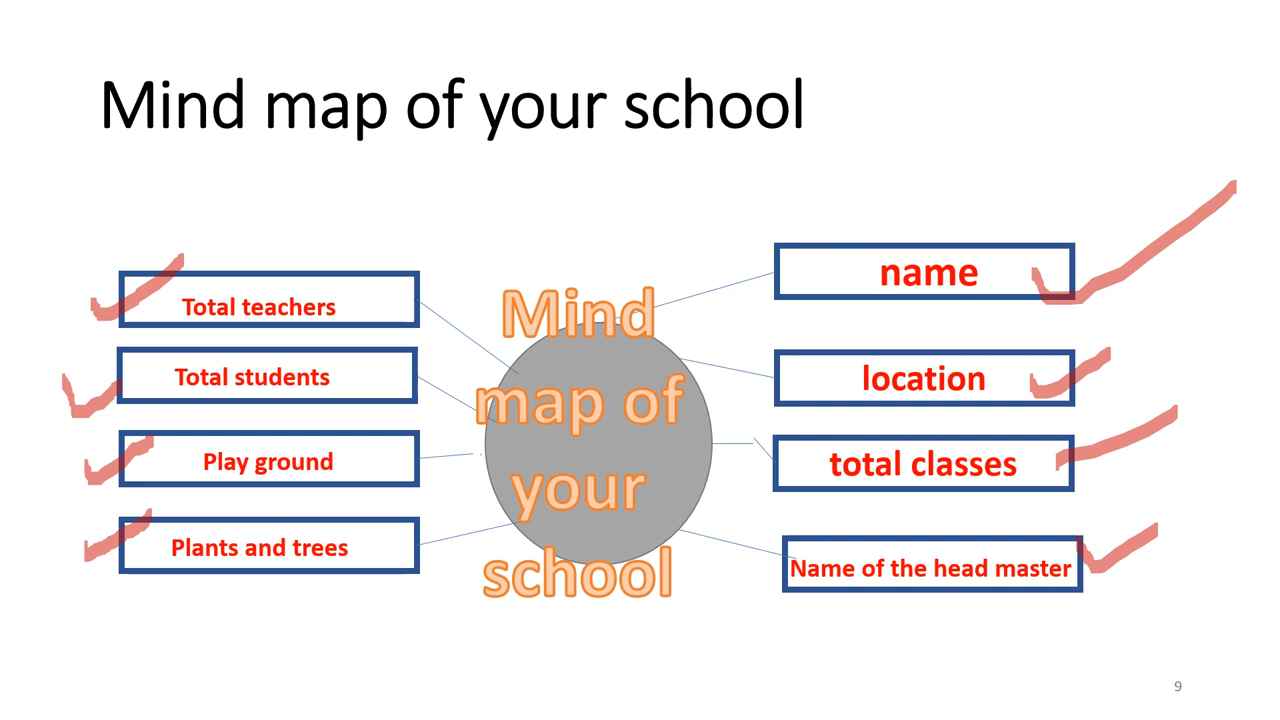 Mind map of your school
Total teachers
Total students
Play ground
Plants and trees
Mind
map of
your
school
name
location
total classes
Name of the head master
9